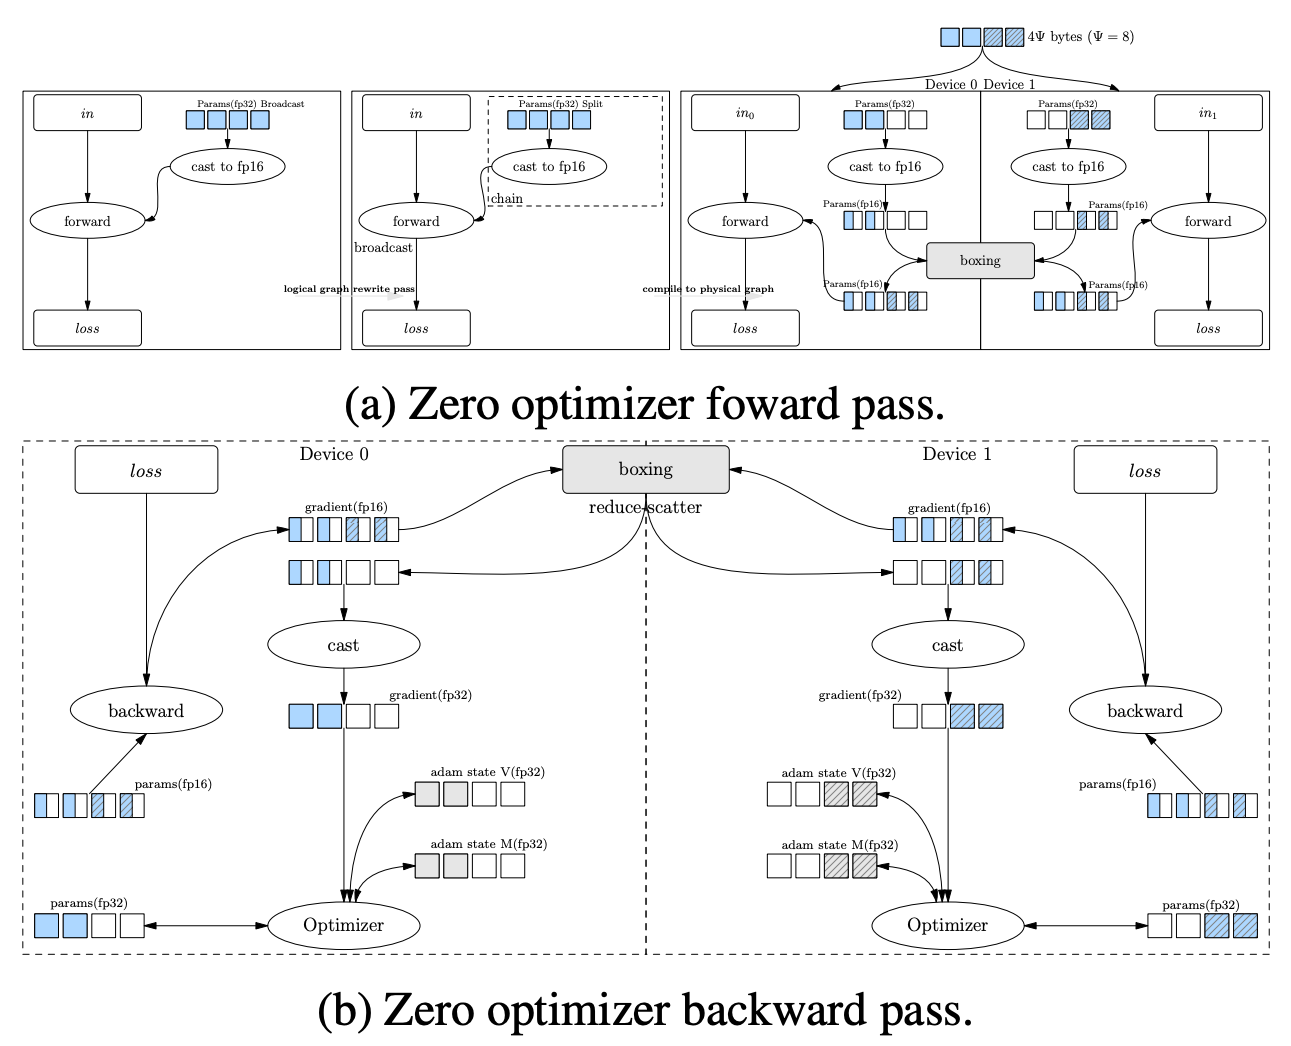 4Ψ bytes (Ψ = 8)
Device 0 Device 1
in
Params(fp32) Broadcast
cast to fp16
forward
loss
logical graph rewrite pass
in
Params(fp32) Split
cast to fp16
chain
forward
broadcast
loss
compile to physical graph
in0
Params(fp32)
cast to fp16
Params(fp16)
forward
Params(fp16)
loss
boxing
Params(fp32)
in1
cast to fp16
Params(fp16)
forward
Params(fp16)
loss
(a) Zero optimizer foward pass.
Device 0
loss
boxing
reduce-scatter
Device 1
loss
gradient(fp16)
cast
gradient(fp32)
backward
params(fp16)
adam state V(fp32)
adam state M(fp32)
params(fp32)
Optimizer
gradient(fp16)
cast
gradient(fp32)
backward
params(fp16)
adam state V(fp32)
adam state M(fp32)
Optimizer
params(fp32)
(b) Zero optimizer backward pass.